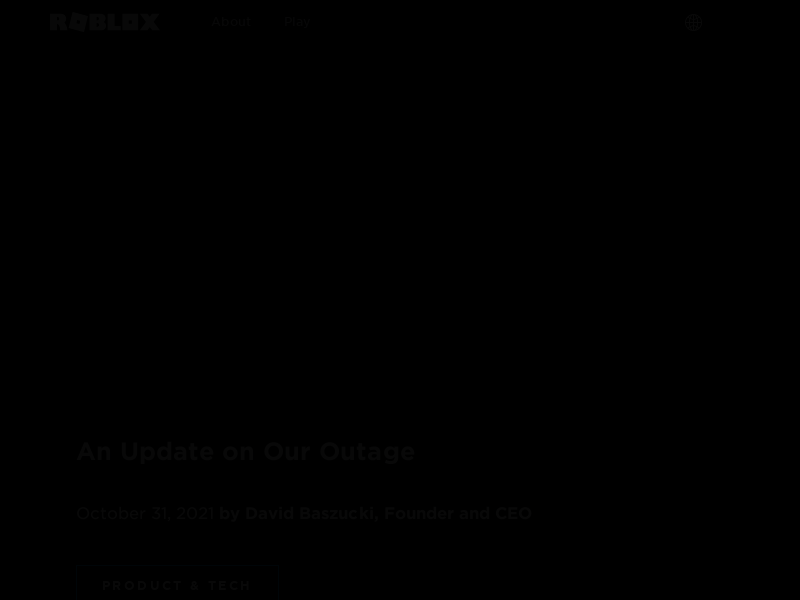 ROBLOX About Play
An Update on Our Outage
October 31, 2021 by David Baszucki, Founder and CEO
PRODUCT & TECH